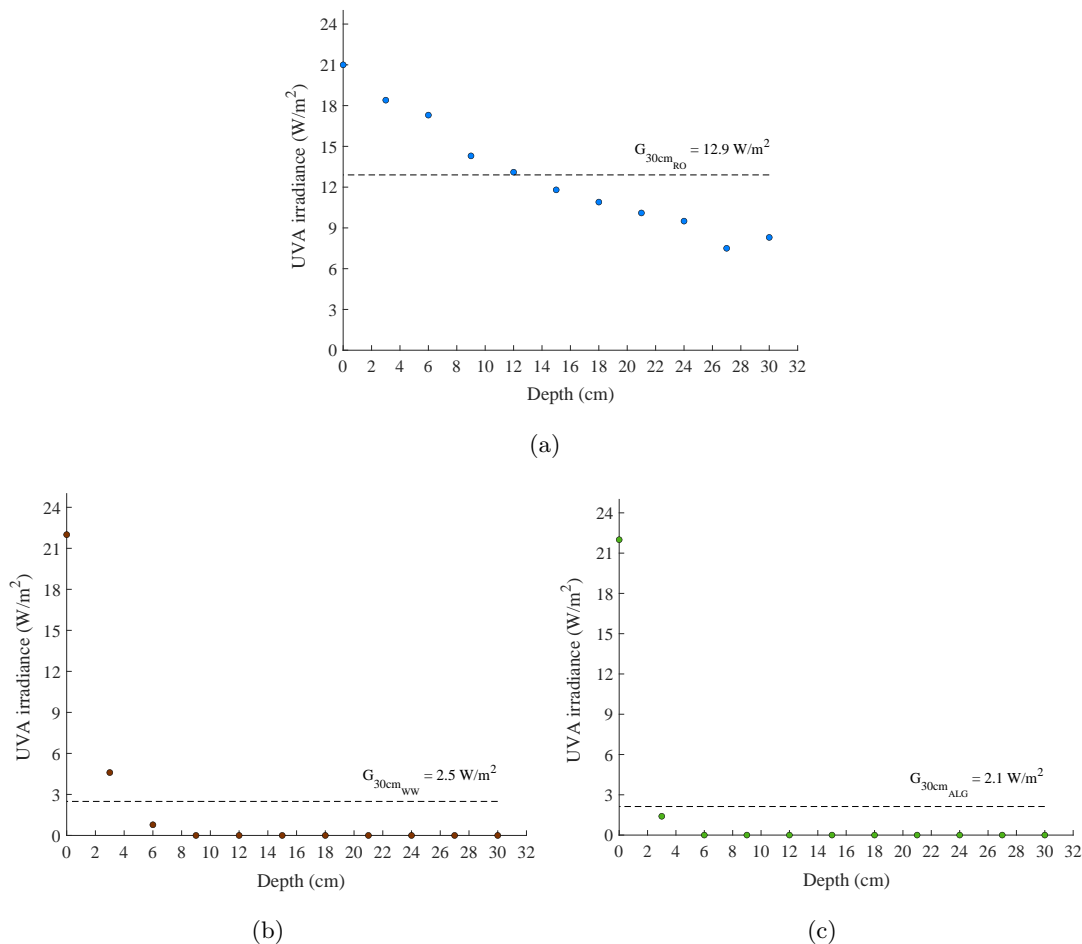 24
21
18
15
12
9
6
3
0
UVA irradiance (W/m²)
G₃₀cm_RO = 12.9 W/m²
0 2 4 6 8 10 12 14 16 18 20 22 24 26 28 30 32
Depth (cm)
(a)
24
21
18
15
12
9
6
3
0
UVA irradiance (W/m²)
G₃₀cm_WW = 2.5 W/m²
0 2 4 6 8 10 12 14 16 18 20 22 24 26 28 30 32
Depth (cm)
(b)
24
21
18
15
12
9
6
3
0
UVA irradiance (W/m²)
G₃₀cm_ALG = 2.1 W/m²
0 2 4 6 8 10 12 14 16 18 20 22 24 26 28 30 32
Depth (cm)
(c)